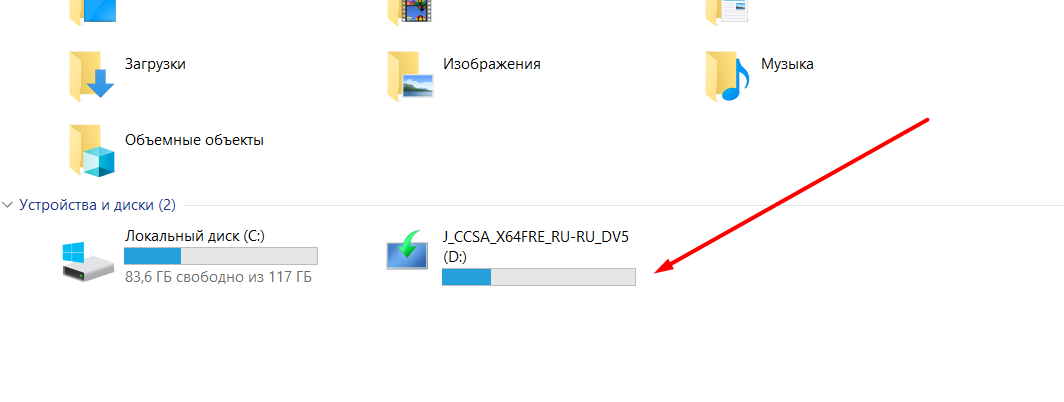 Загрузки
Изображения
Музыка
Объемные объекты
Устройства и диски (2)
Локальный диск (C:)
83,6 ГБ свободно из 117 ГБ
J_CCSA_X64FRE_RU-RU_DV5
(D:)